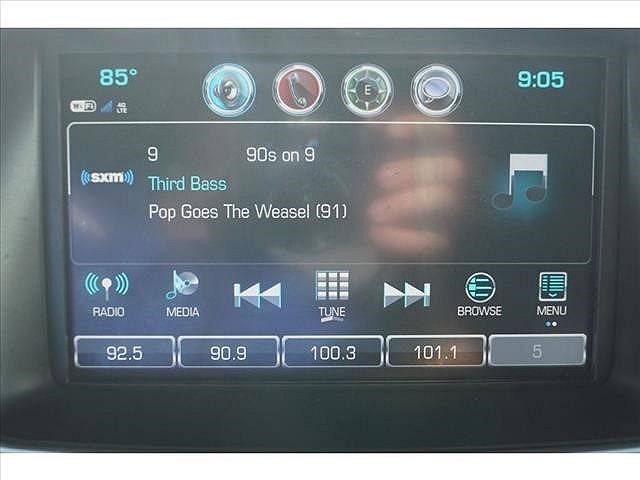 85° E 9:05
WiFi 4G LTE
9 90s on 9
((sxm)) Third Bass
Pop Goes The Weasel (91)
RADIO MEDIA TUNE BROWSE MENU
92.5 90.9 100.3 101.1 5